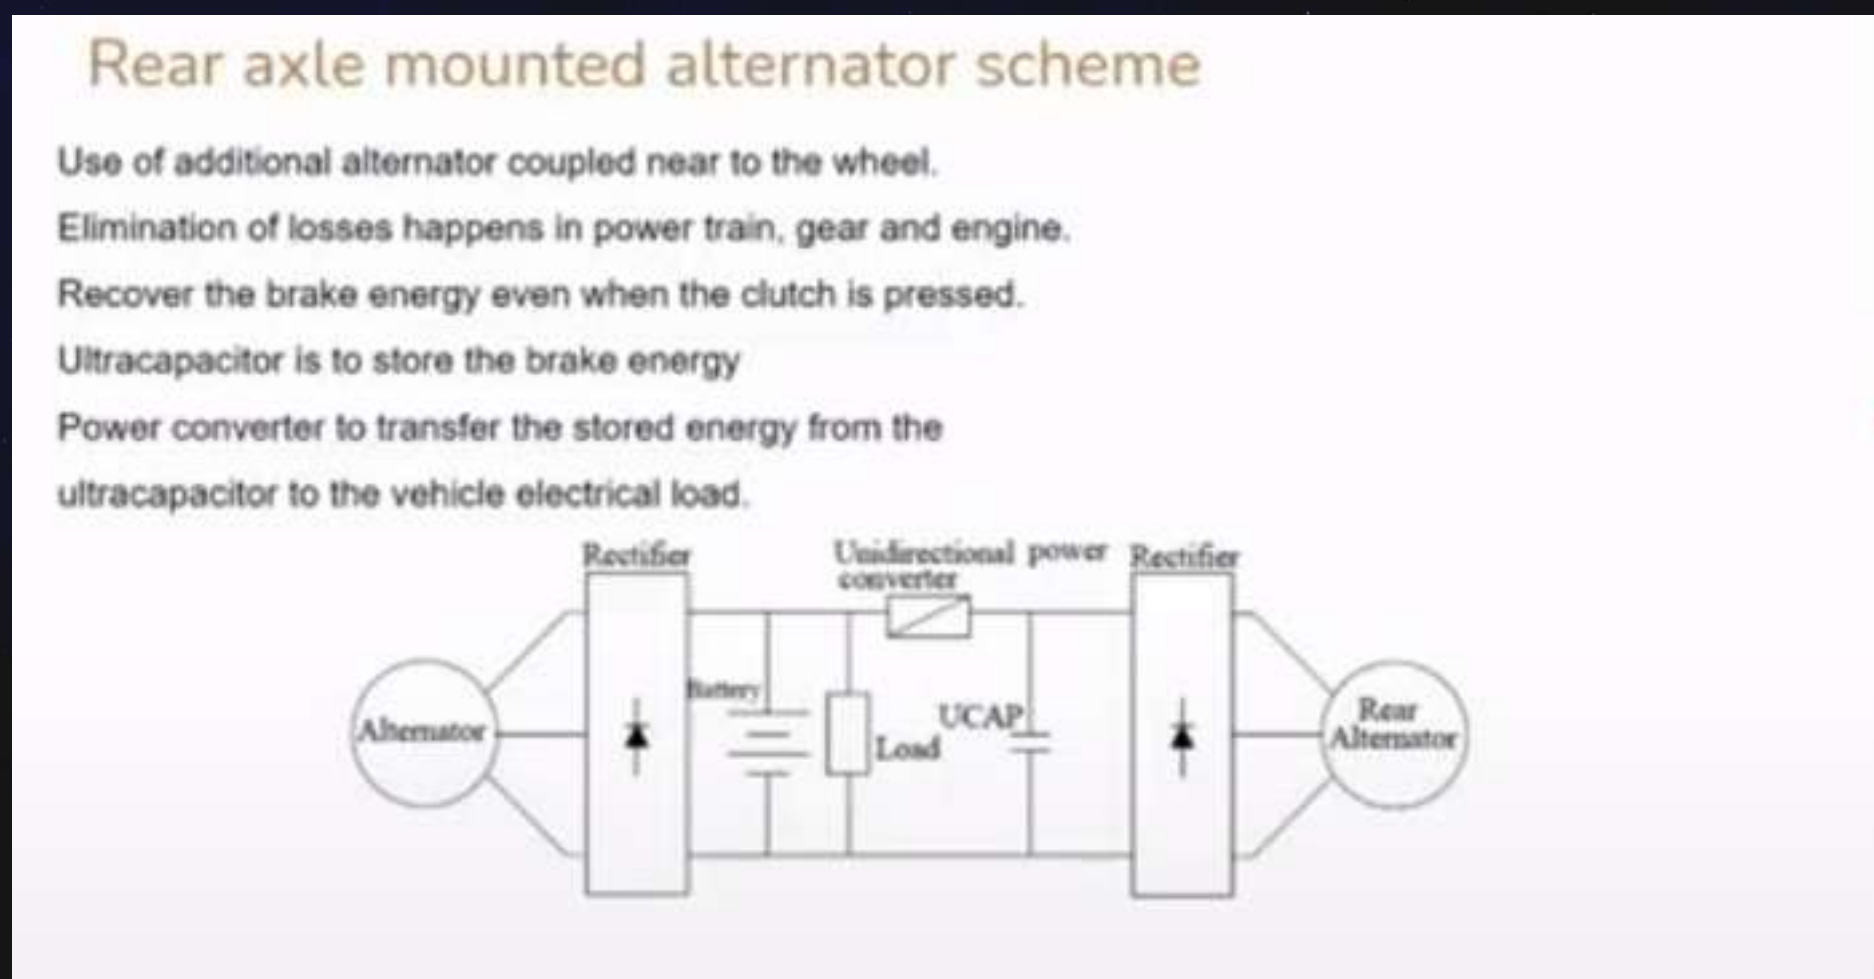 Rear axle mounted alternator scheme
Use of additional alternator coupled near to the wheel.
Elimination of losses happens in power train, gear and engine.
Recover the brake energy even when the clutch is pressed.
Ultracapacitor is to store the brake energy
Power converter to transfer the stored energy from the
ultracapacitor to the vehicle electrical load.
Rectifier
Unidirectional power
converter
Rectifier
Alternator
Battery
Load
UCAP
Rear
Alternator